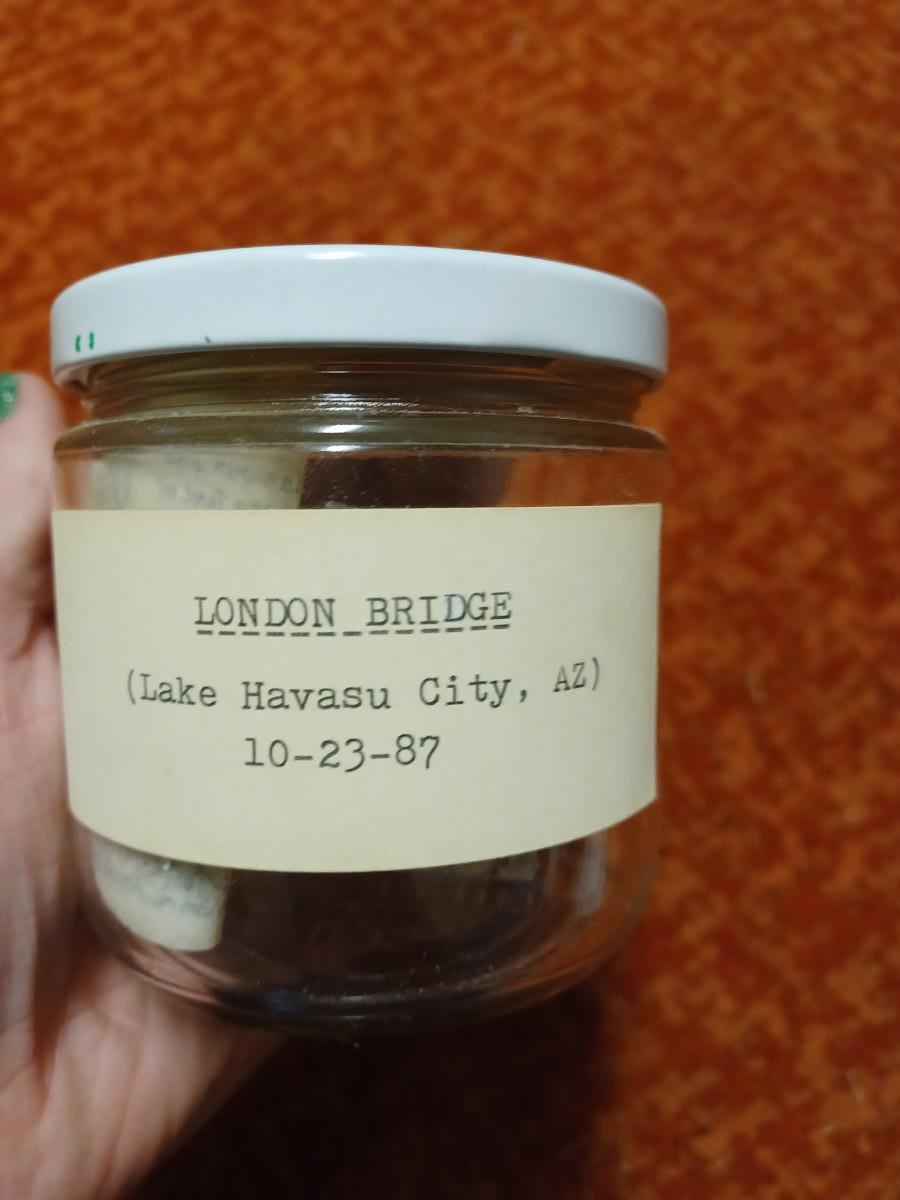 LONDON BRIDGE
(Lake Havasu City, AZ)
10-23-87